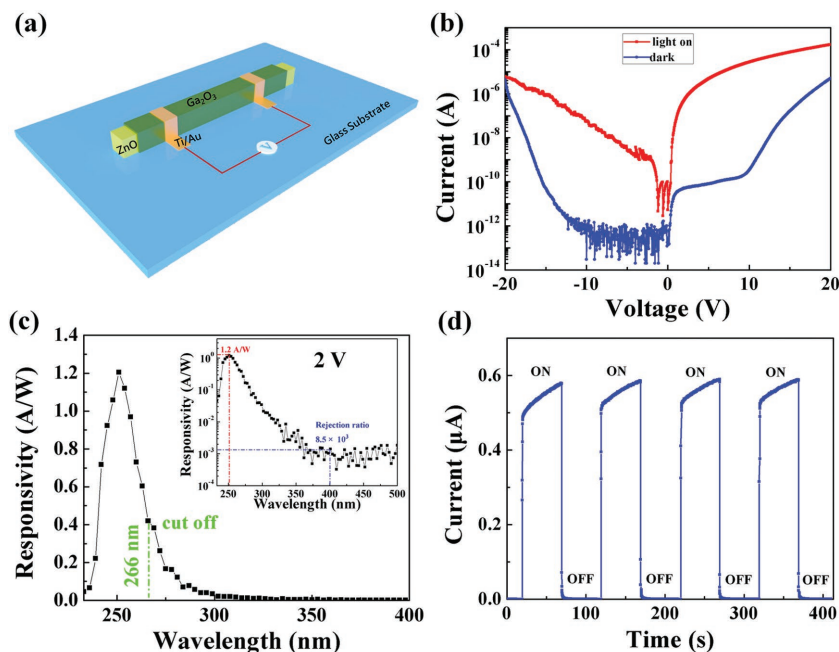 (a)
Ga₂O₃
ZnO
Ti/Au
V
Glass Substrate
(b)
light on
dark
Current (A)
10⁻⁴
10⁻⁶
10⁻⁸
10⁻¹⁰
10⁻¹²
10⁻¹⁴
-20 -10 0 10 20
Voltage (V)
(c)
Responsivity (A/W)
1.4
1.2
1.0
0.8
0.6
0.4
0.2
0.0
250 300 350 400
Wavelength (nm)
266 nm
cut off
Responsivity (A/W)
10⁰
10⁻¹
10⁻²
10⁻³
10⁻⁴
1.2 A/W
2 V
Rejection ratio
8.5 × 10³
250 300 350 400 450 500
Wavelength (nm)
(d)
Current (μA)
0.6
0.4
0.2
0.0
ON ON ON ON
OFF OFF OFF OFF
0 100 200 300 400
Time (s)